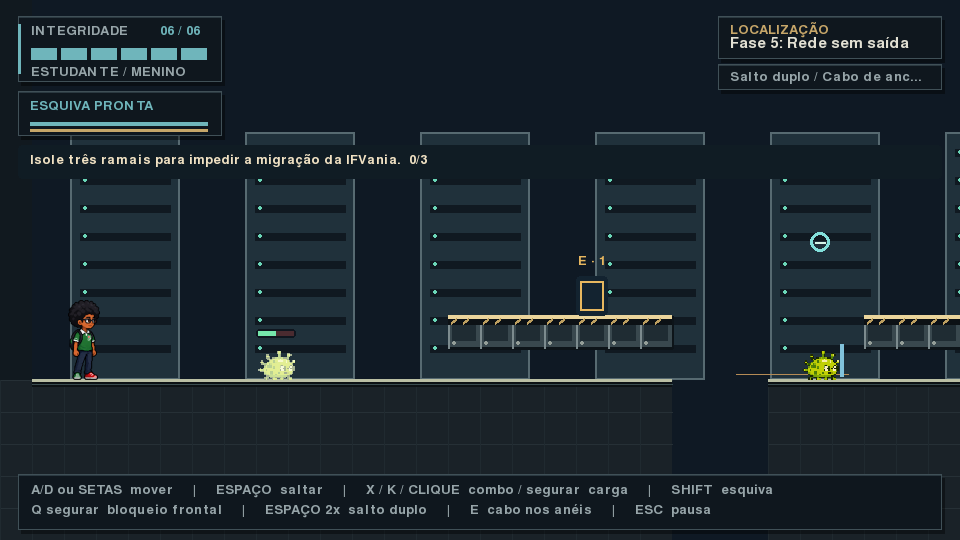 INTEGRIDADE 06 / 06
ESTUDANTE / MENINO
ESQUIVA PRONTA
LOCALIZAÇÃO
Fase 5: Rede sem saída
Salto duplo / Cabo de anc...
Isole três ramais para impedir a migração da IFVania. 0/3
E · 1
A/D ou SETAS mover | ESPAÇO saltar | X / K / CLIQUE combo / segurar carga | SHIFT esquiva
Q segurar bloqueio frontal | ESPAÇO 2x salto duplo | E cabo nos anéis | ESC pausa